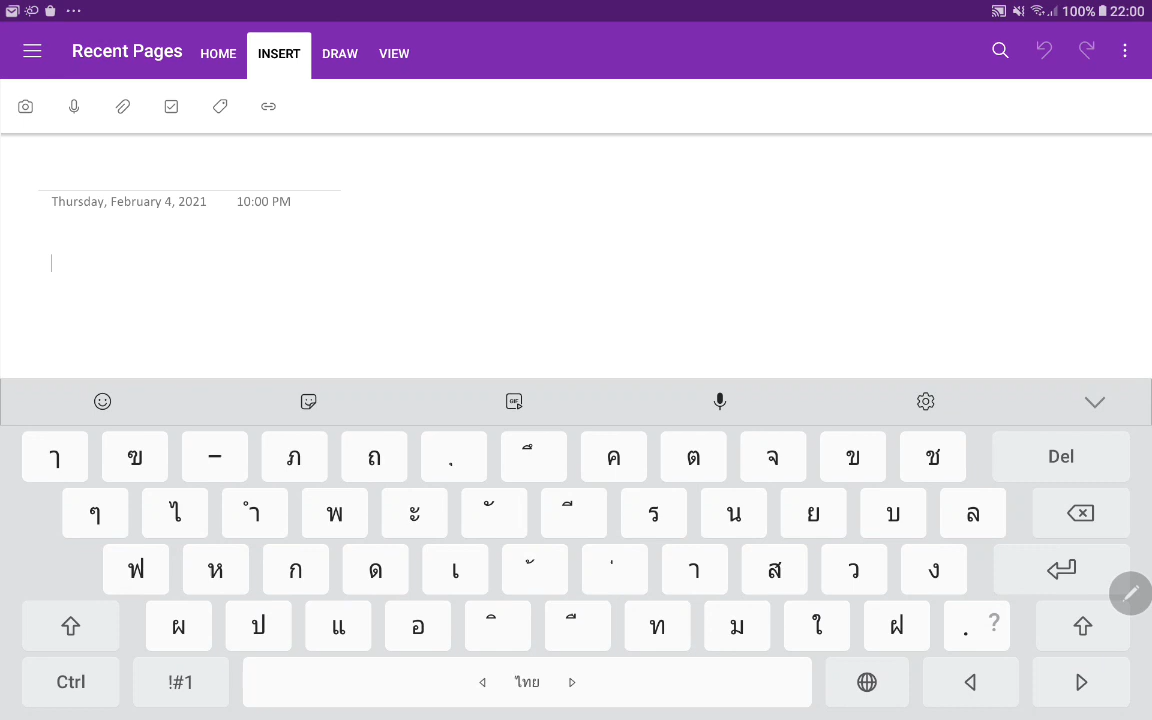 100% 22:00
Recent Pages HOME INSERT DRAW VIEW
Thursday, February 4, 2021 10:00 PM
GIF
ๅ ฃ – ภ ถ ุ ึ ค ต จ ข ช Del
ๆ ไ ำ พ ะ ั ี ร น ย บ ล
ฟ ห ก ด เ ้ ่ า ส ว ง
ผ ป แ อ ิ ื ท ม ใ ฝ . ?
Ctrl !#1 ไทย